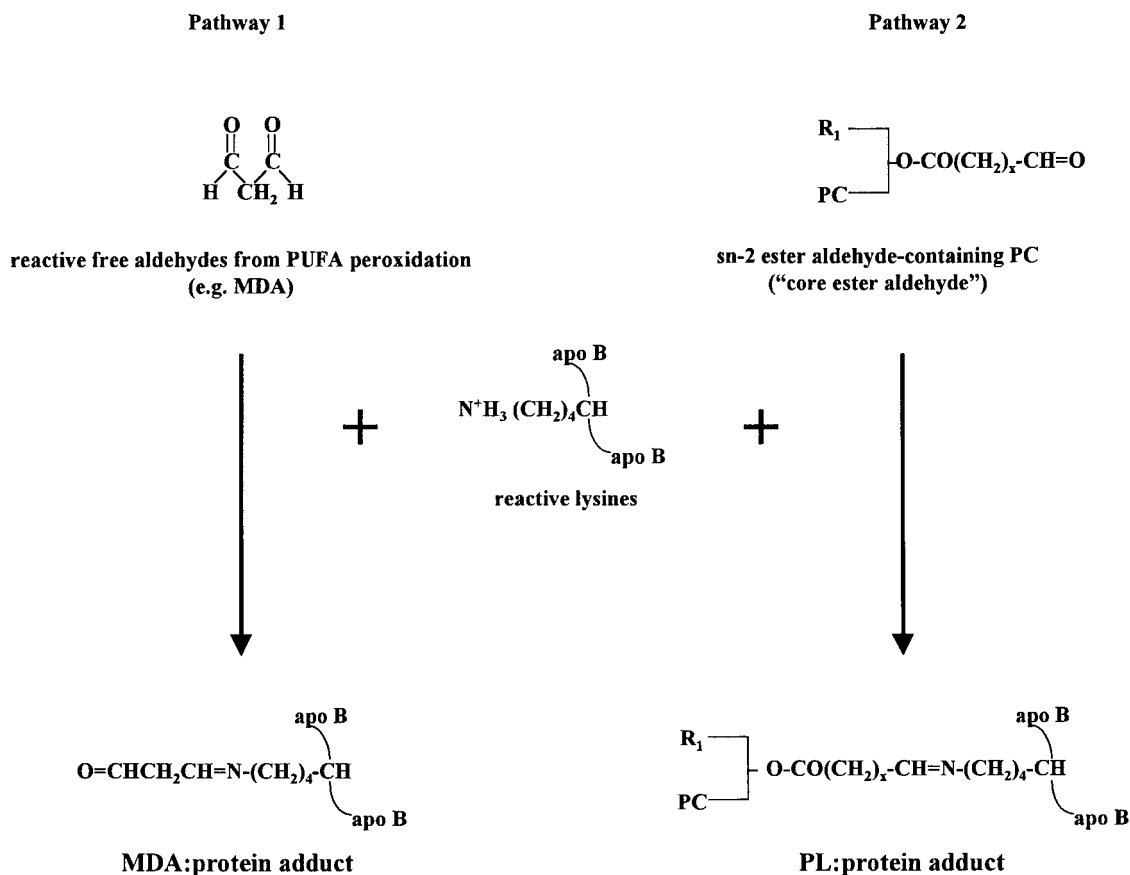 Pathway 1
Pathway 2
O O
C C
H CH₂ H
R₁
O-CO(CH₂)ₓ-CH=O
PC
reactive free aldehydes from PUFA peroxidation
(e.g. MDA)
sn-2 ester aldehyde-containing PC
("core ester aldehyde")
apo B
+ N⁺H₃ (CH₂)₄CH +
apo B
reactive lysines
apo B
O=CHCH₂CH=N-(CH₂)₄-CH
apo B
MDA:protein adduct
apo B
R₁
O-CO(CH₂)ₓ-CH=N-(CH₂)₄-CH
PC
apo B
PL:protein adduct